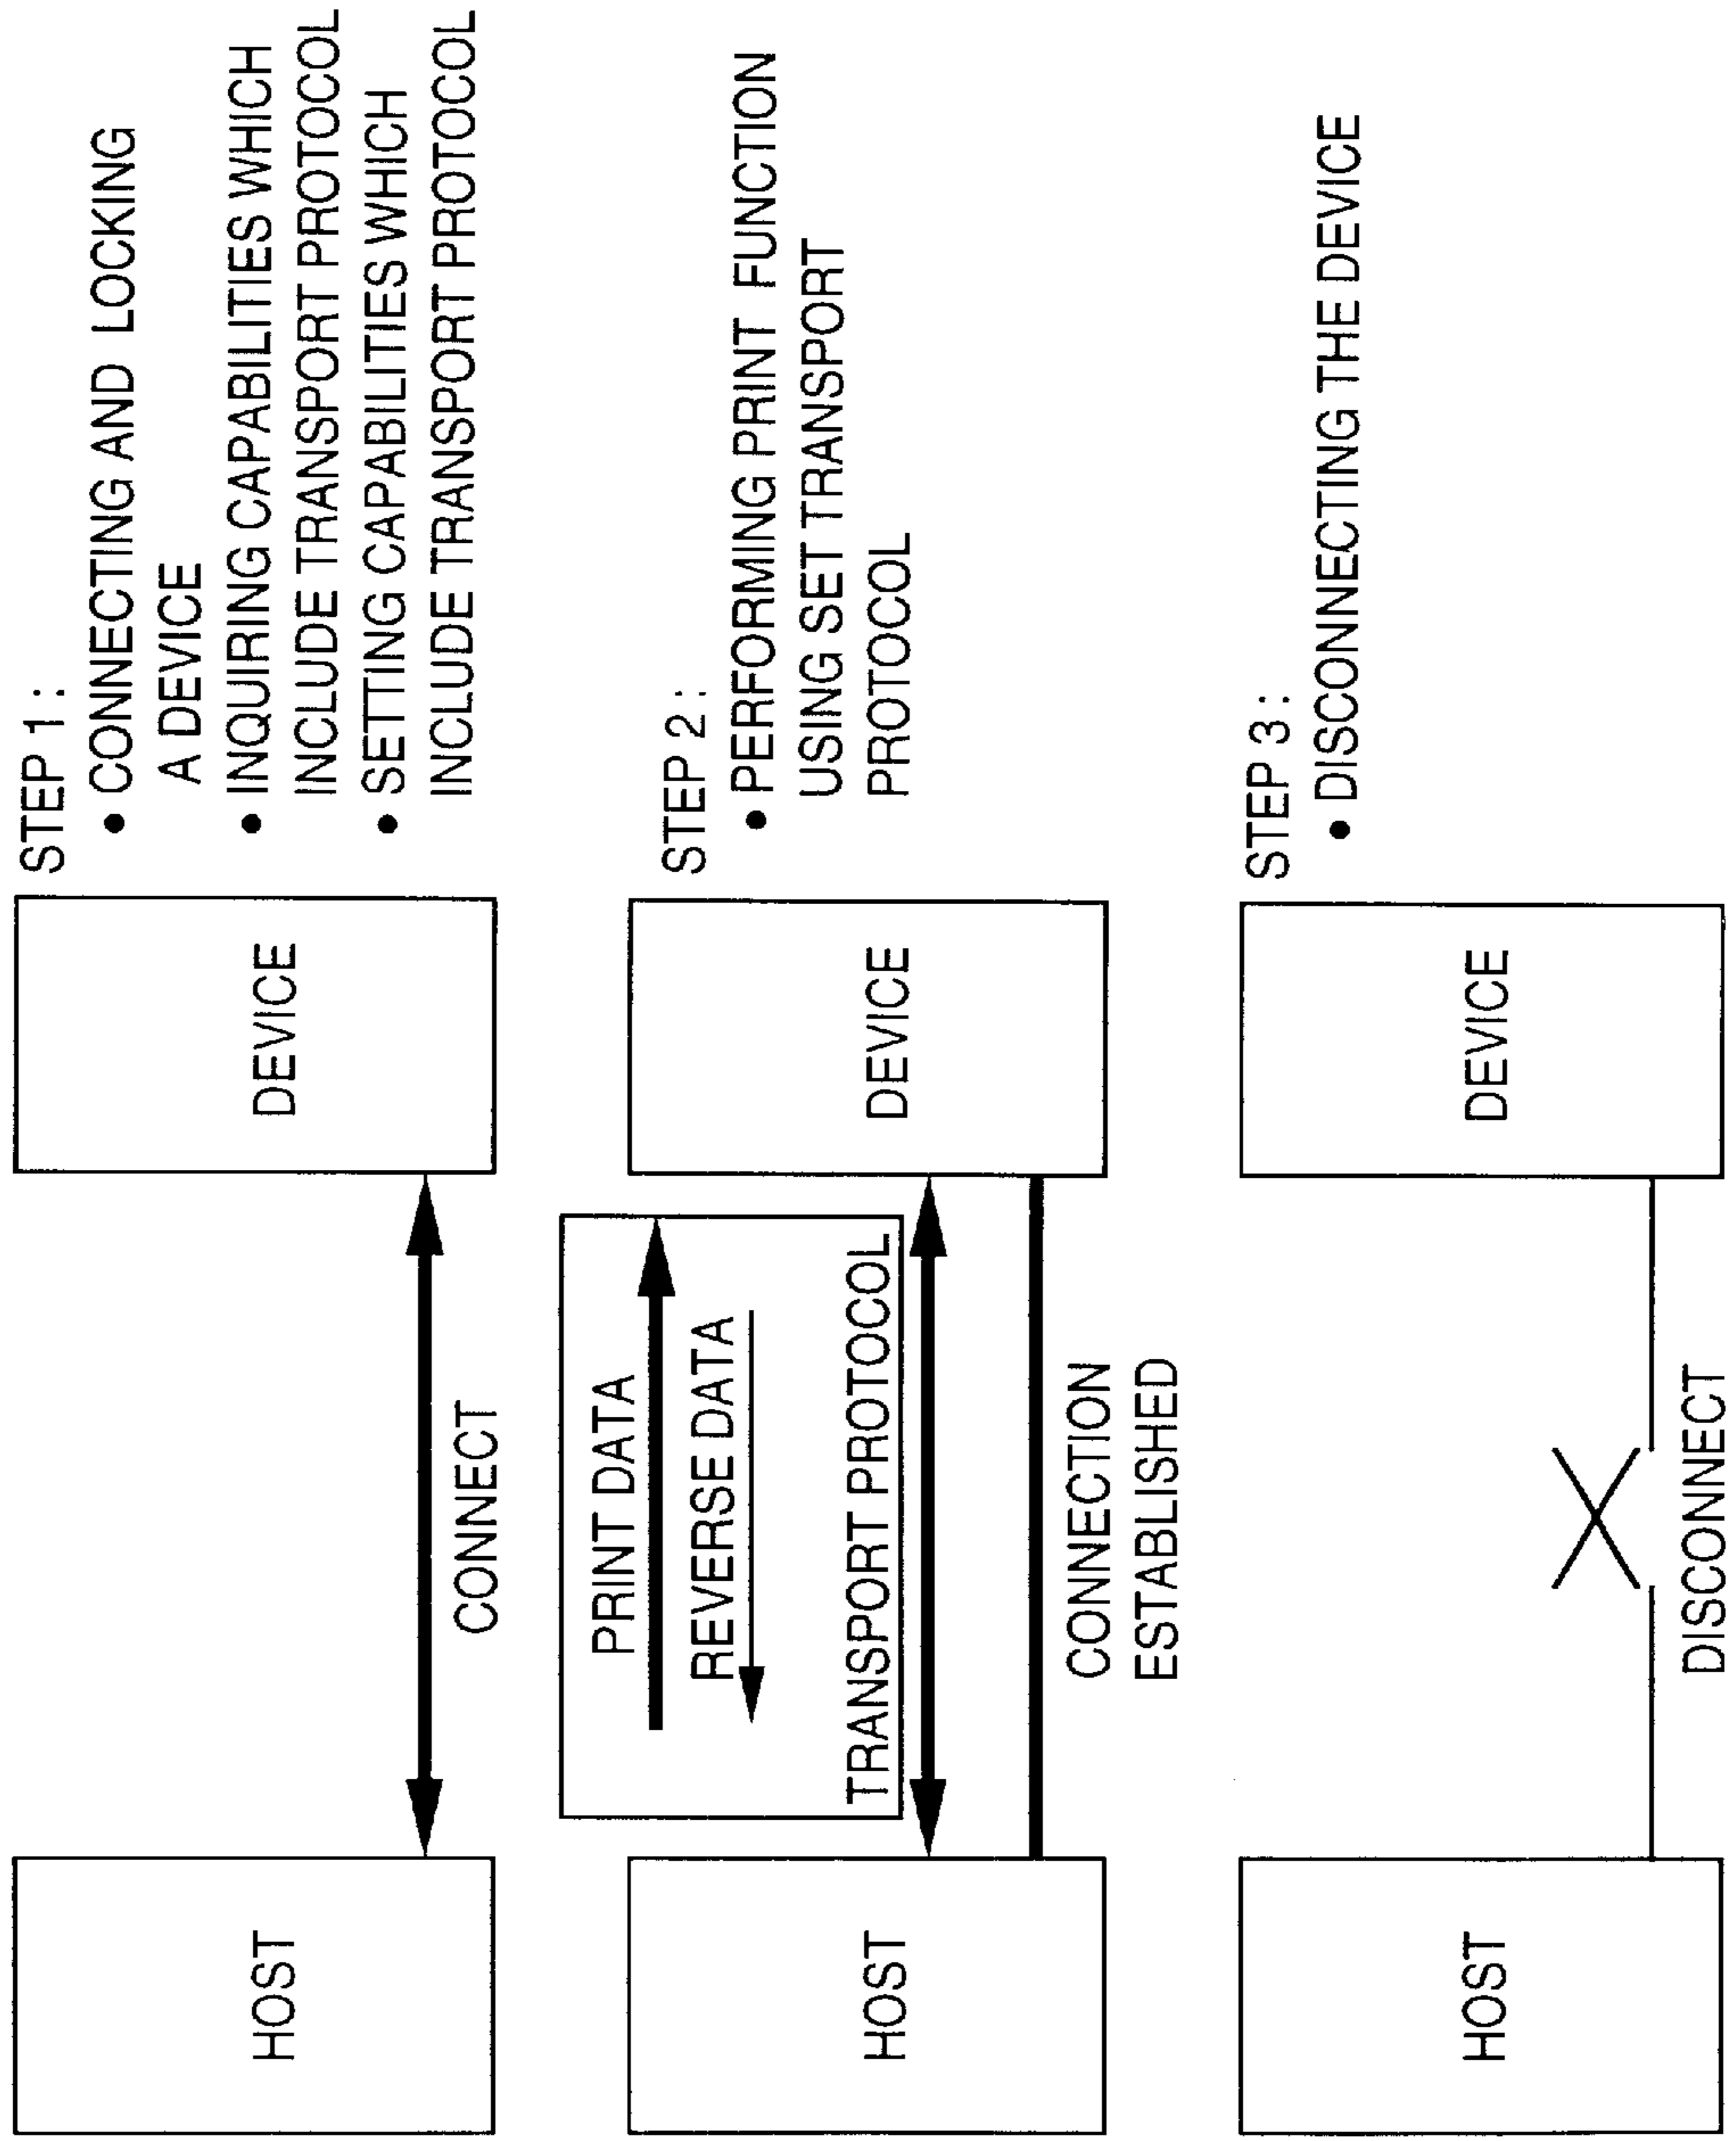 HOST
CONNECT
DEVICE
STEP 1 :
• CONNECTING AND LOCKING
A DEVICE
• INQUIRING CAPABILITIES WHICH
INCLUDE TRANSPORT PROTOCOL
• SETTING CAPABILITIES WHICH
INCLUDE TRANSPORT PROTOCOL
HOST
PRINT DATA
REVERSE DATA
TRANSPORT PROTOCOL
CONNECTION
ESTABLISHED
DEVICE
STEP 2 :
• PERFORMING PRINT FUNCTION
USING SET TRANSPORT
PROTOCOL
HOST
DISCONNECT
DEVICE
STEP 3 :
• DISCONNECTING THE DEVICE